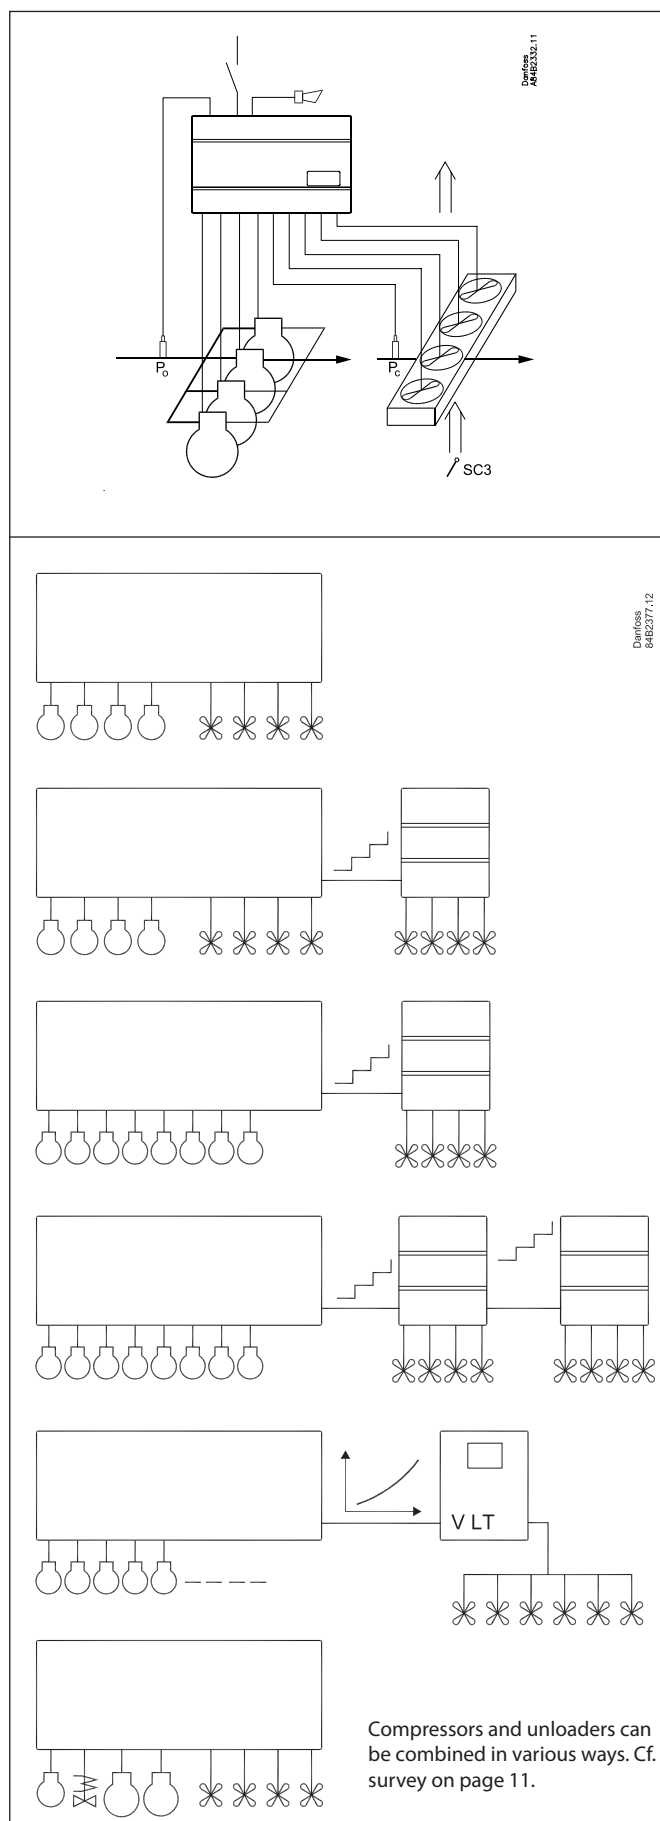 Danfoss
A84B2332.11
Po
Pc
SC3
Danfoss
84B2377.12
VLT
Compressors and unloaders can
be combined in various ways. Cf.
survey on page 11.